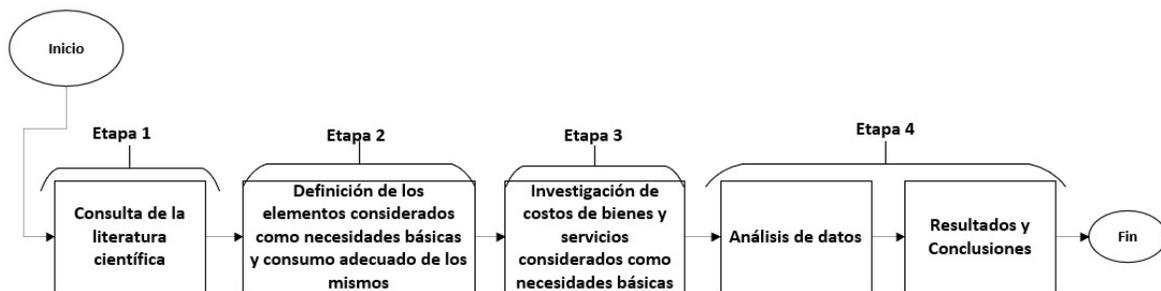 Inicio
Etapa 1
Etapa 2
Etapa 3
Etapa 4
Consulta de la
literatura
científica
Definición de los
elementos considerados
como necesidades básicas
y consumo adecuado de los
mismos
Investigación de
costos de bienes y
servicios
considerados como
necesidades básicas
Análisis de datos
Resultados y
Conclusiones
Fin